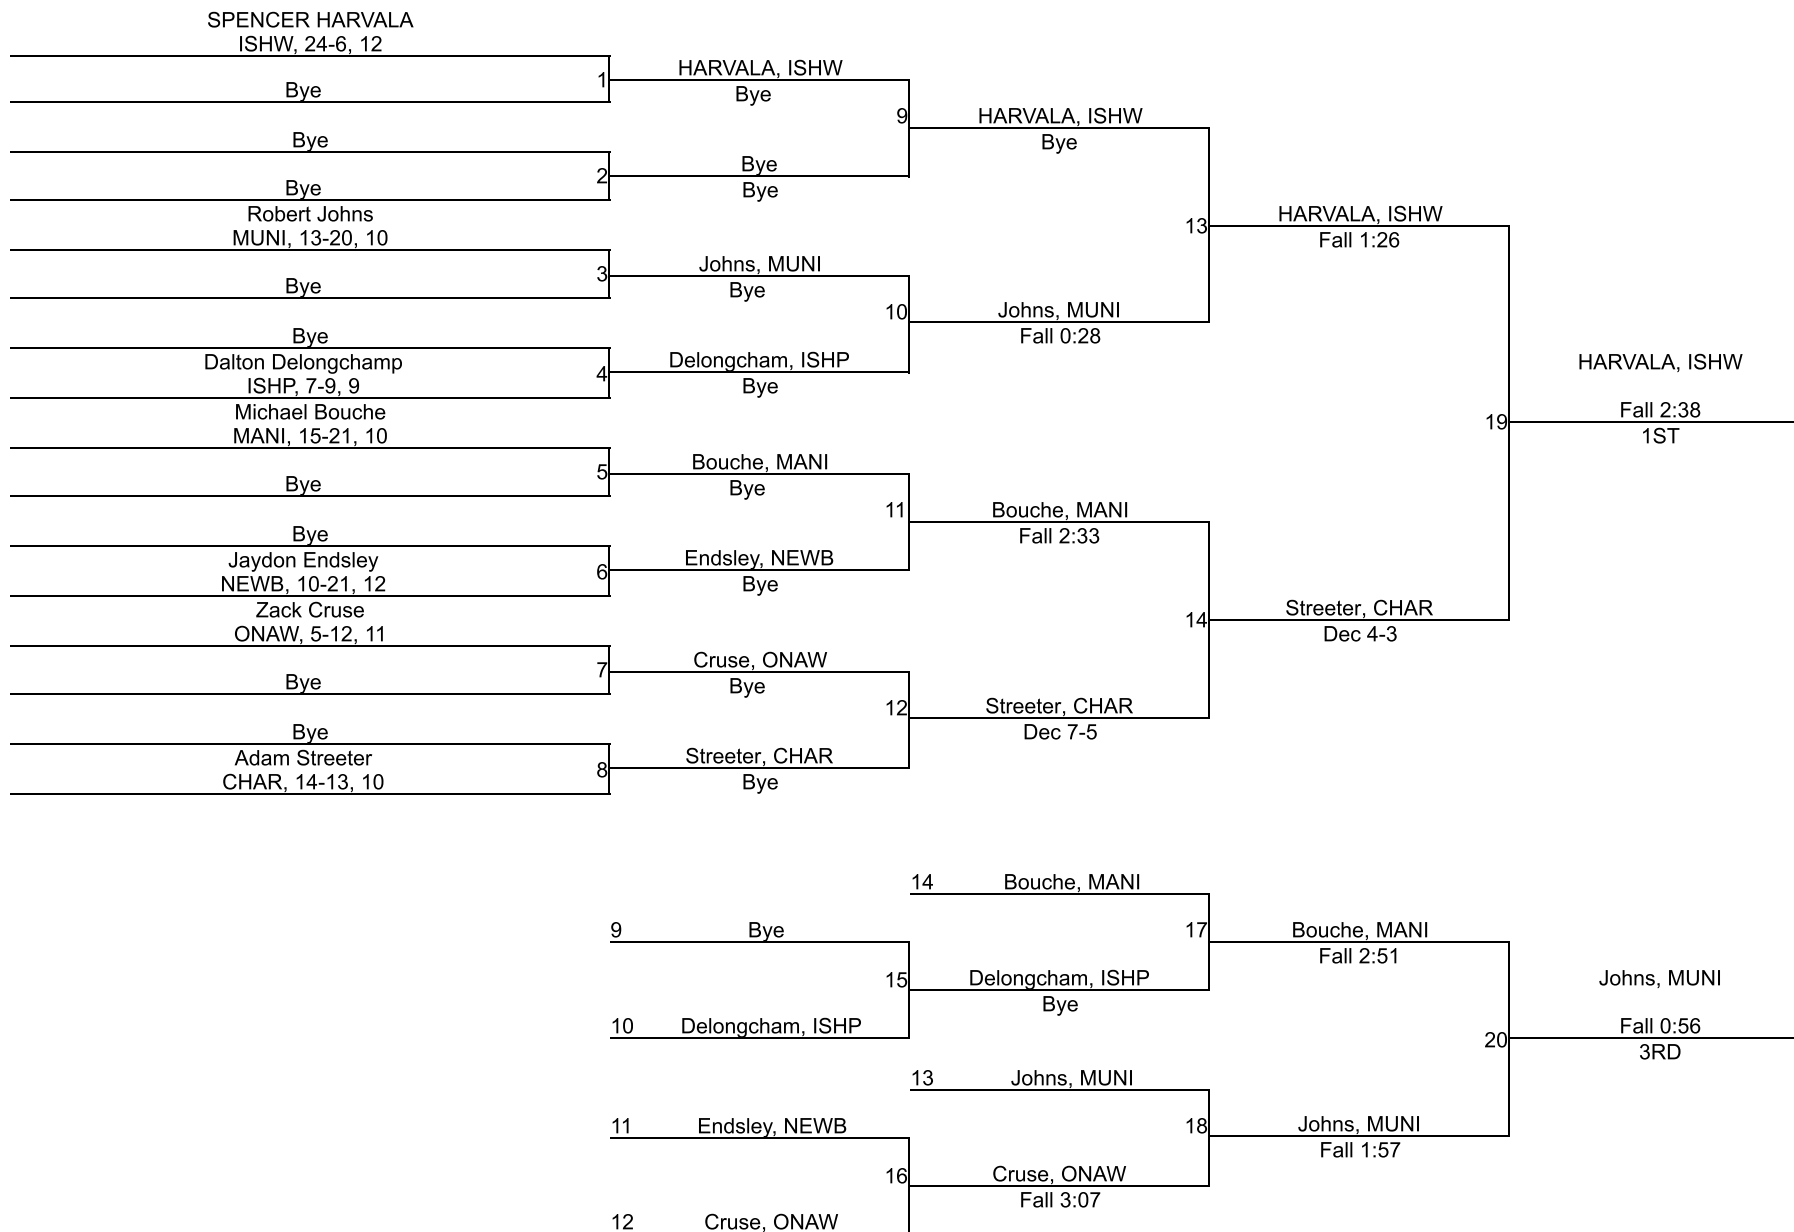 SPENCER HARVALA
ISHW, 24-6, 12
1
HARVALA, ISHW
Bye
Bye
9
HARVALA, ISHW
Bye
Bye
2
Bye
Bye
Bye
Robert Johns
MUNI, 13-20, 10
13
HARVALA, ISHW
Fall 1:26
3
Johns, MUNI
Bye
Bye
10
Johns, MUNI
Fall 0:28
Bye
Dalton Delongchamp
ISHP, 7-9, 9
4
Delongcham, ISHP
Bye
HARVALA, ISHW
Fall 2:38
1ST
19
Michael Bouche
MANI, 15-21, 10
5
Bouche, MANI
Bye
Bye
11
Bouche, MANI
Fall 2:33
Bye
Jaydon Endsley
NEWB, 10-21, 12
6
Endsley, NEWB
Bye
Zack Cruse
ONAW, 5-12, 11
14
Streeter, CHAR
Dec 4-3
7
Cruse, ONAW
Bye
Bye
12
Streeter, CHAR
Dec 7-5
Bye
Adam Streeter
CHAR, 14-13, 10
8
Streeter, CHAR
Bye
14 Bouche, MANI
9 Bye
17
Bouche, MANI
Fall 2:51
15
Delongcham, ISHP
Bye
10 Delongcham, ISHP
Johns, MUNI
Fall 0:56
3RD
20
13 Johns, MUNI
11 Endsley, NEWB
18
Johns, MUNI
Fall 1:57
16
Cruse, ONAW
Fall 3:07
12 Cruse, ONAW